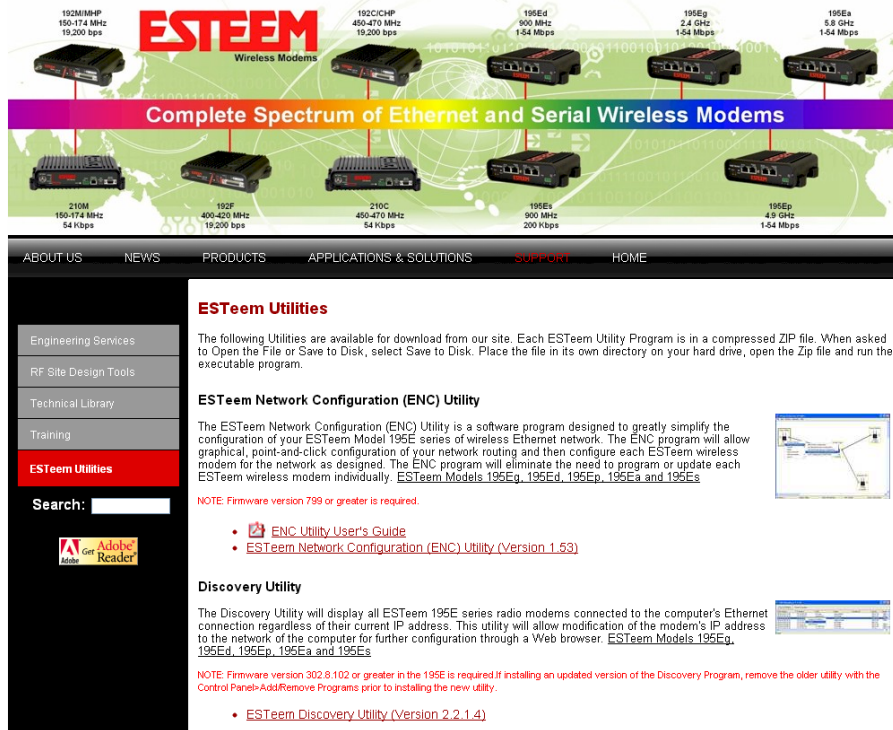 192M/MHP
150-174 MHz
19,200 bps
ESTEEM
Wireless Modems
192C/CHP
450-470 MHz
19,200 bps
195Ed
900 MHz
1-54 Mbps
195Eg
2.4 GHz
1-54 Mbps
195Ea
5.8 GHz
1-54 Mbps
Complete Spectrum of Ethernet and Serial Wireless Modems
210M
150-174 MHz
54 Kbps
192F
400-420 MHz
19,200 bps
210C
450-470 MHz
54 Kbps
195Es
900 MHz
200 Kbps
195Ep
4.9 GHz
1-54 Mbps
ABOUT US NEWS PRODUCTS APPLICATIONS & SOLUTIONS SUPPORT HOME
Engineering Services
RF Site Design Tools
Technical Library
Training
ESTeem Utilities
Search:
Adobe
Get Adobe®
Reader®
ESTeem Utilities
The following Utilities are available for download from our site. Each ESTeem Utility Program is in a compressed ZIP file. When asked
to Open the File or Save to Disk, select Save to Disk. Place the file in its own directory on your hard drive, open the Zip file and run the
executable program.
ESTeem Network Configuration (ENC) Utility
The ESTeem Network Configuration (ENC) Utility is a software program designed to greatly simplify the
configuration of your ESTeem Model 195E series of wireless Ethernet network. The ENC program will allow
graphical, point-and-click configuration of your network routing and then configure each ESTeem wireless
modem for the network as designed. The ENC program will eliminate the need to program or update each
ESTeem wireless modem individually. ESTeem Models 195Eg, 195Ed, 195Ep, 195Ea and 195Es
NOTE: Firmware version 799 or greater is required.
ENC Utility User's Guide
ESTeem Network Configuration (ENC) Utility (Version 1.53)
Discovery Utility
The Discovery Utility will display all ESTeem 195E series radio modems connected to the computer's Ethernet
connection regardless of their current IP address. This utility will allow modification of the modem's IP address
to the network of the computer for further configuration through a Web browser. ESTeem Models 195Eg,
195Ed, 195Ep, 195Ea and 195Es
NOTE: Firmware version 302.8.102 or greater in the 195E is required.If installing an updated version of the Discovery Program, remove the older utility with the
Control Panel>Add/Remove Programs prior to installing the new utility.
ESTeem Discovery Utility (Version 2.2.1.4)